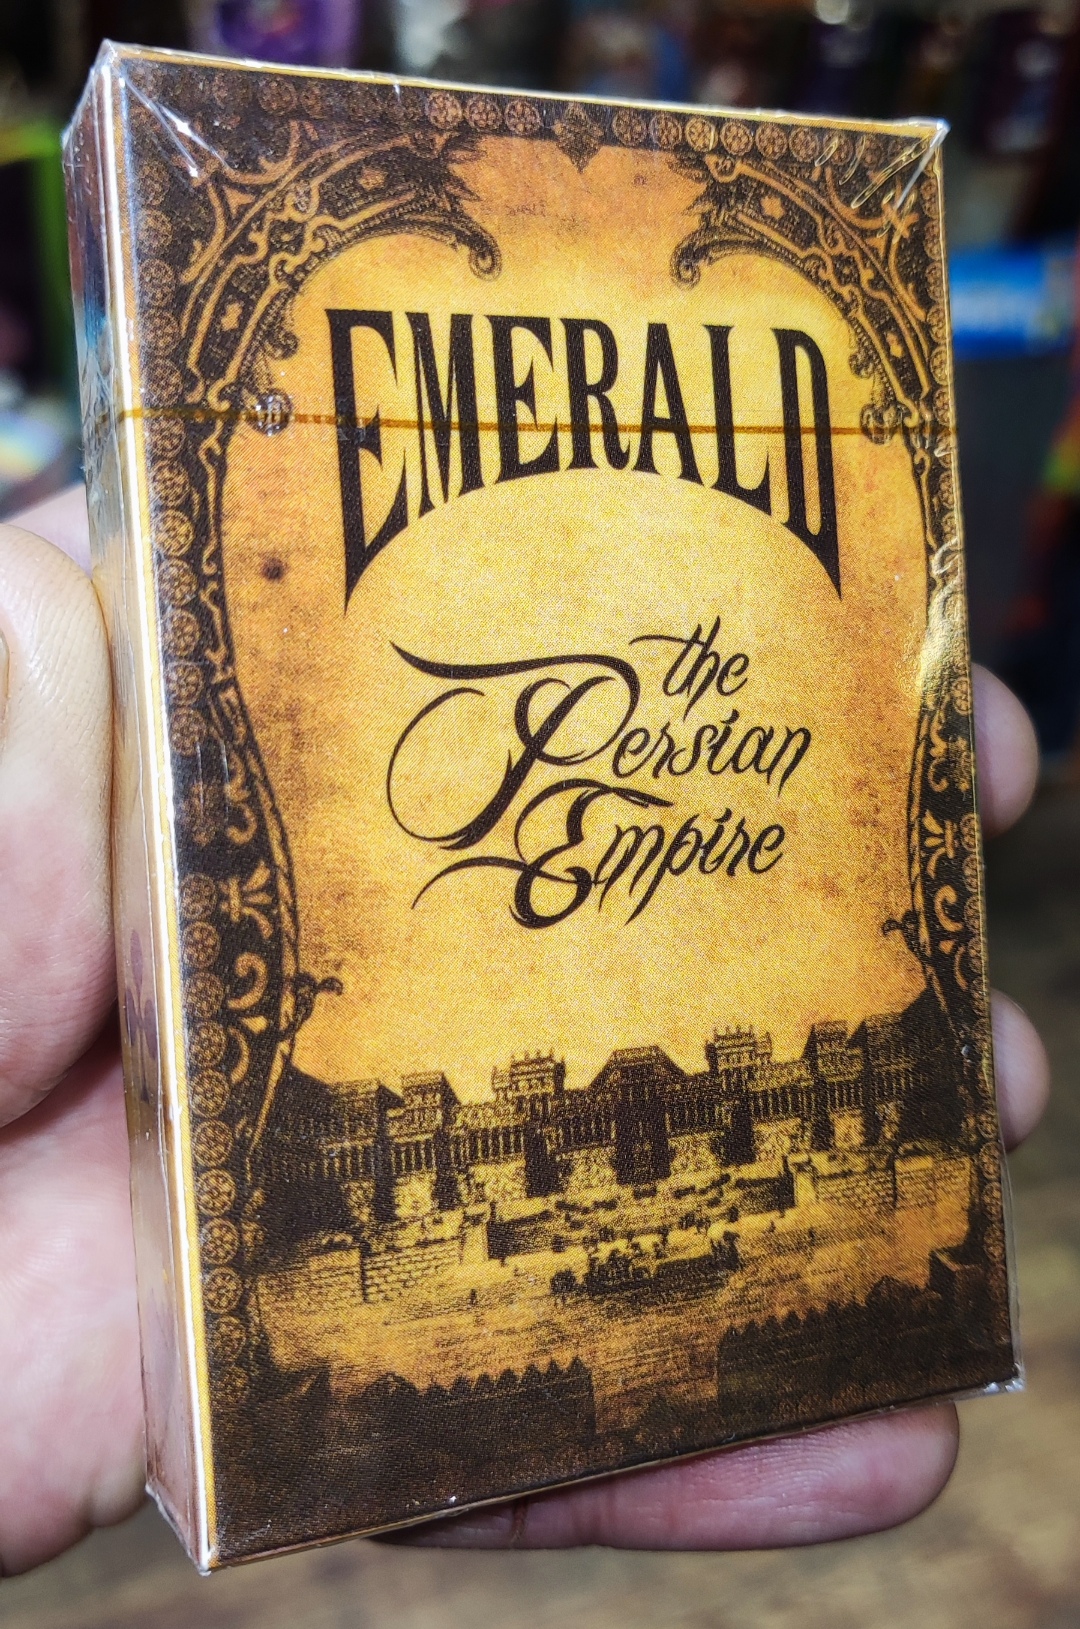 EMERALD
the
Persian
Empire